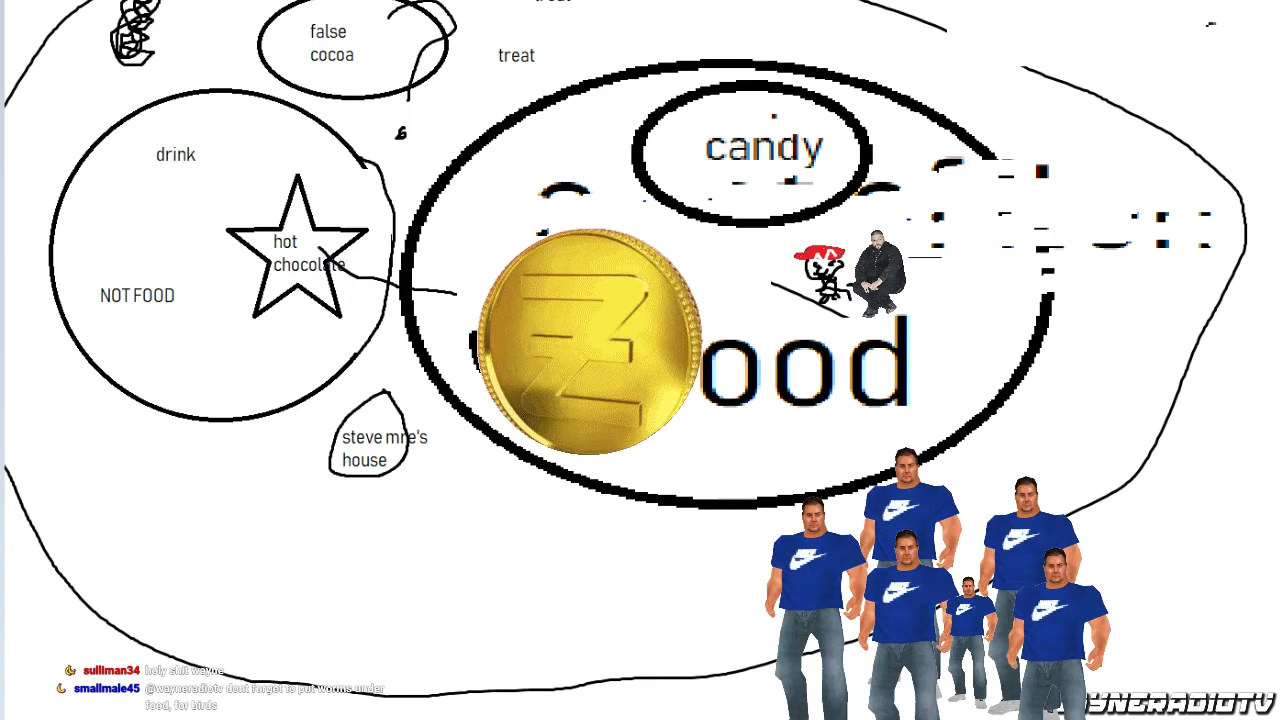 false
cocoa
treat
candy
drink
hot
chocolate
NOT FOOD
ood
steve mre's
house
sulliman34 holy shit wayne
smallmale45 @wayneradiotv dont forget to put worms under
food, for birds